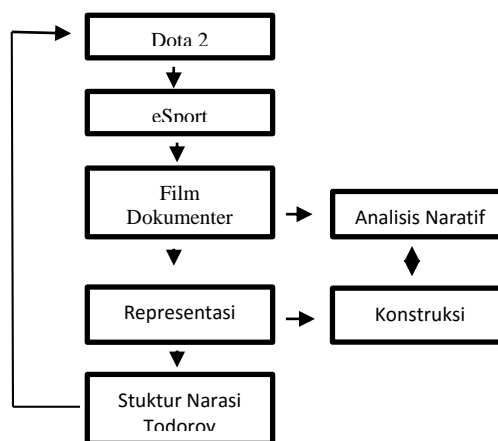 Dota 2
eSport
Film
Dokumenter
Analisis Naratif
Representasi
Konstruksi
Stuktur Narasi
Todorov